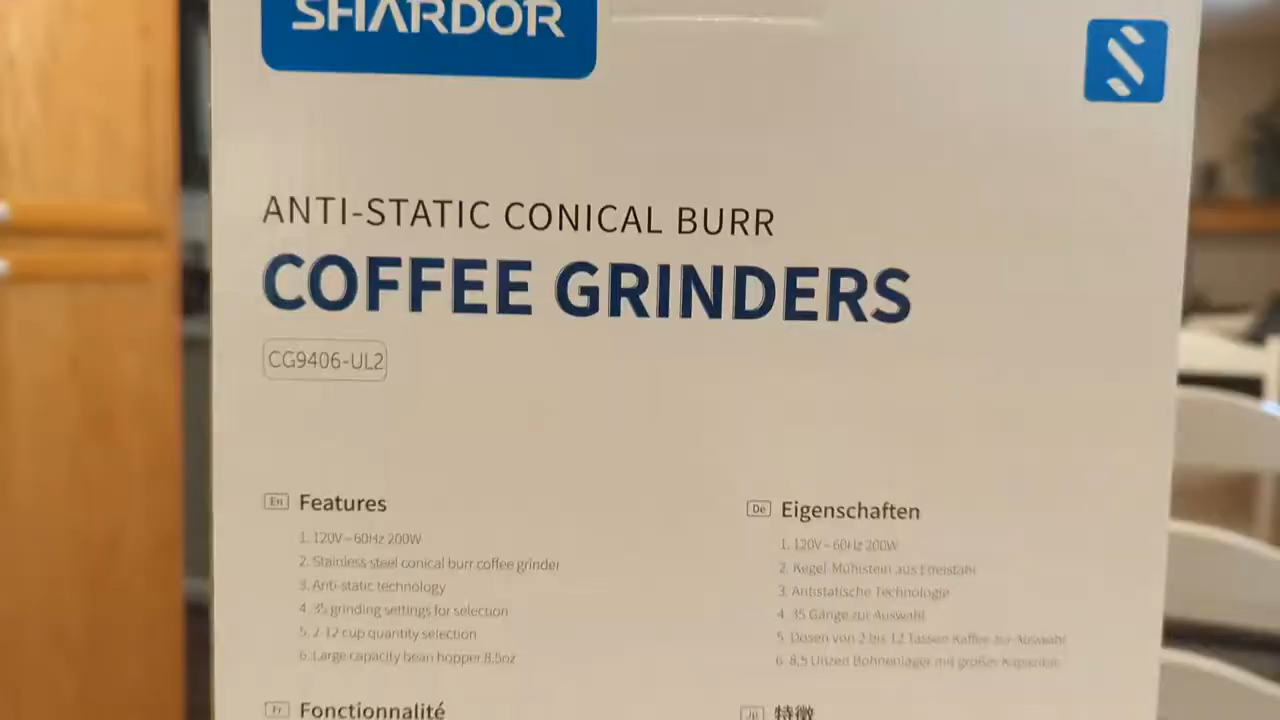 SHARDOR
ANTI-STATIC CONICAL BURR
COFFEE GRINDERS
CG9406-UL2
En Features
1. 120V~60Hz 200W
2. Stainless steel conical burr coffee grinder
3. Anti-static technology
4. 35 grinding settings for selection
5. 2-12 cup quantity selection
6. Large capacity bean hopper 8.5oz
De Eigenschaften
1. 120V~60Hz 200W
2. Kegel-Mühlstein aus Edelstahl
3. Antistatische Technologie
4. 35 Gänge zur Auswahl
5. Dosen von 2 bis 12 Tassen Kaffee zur Auswahl
6. 8,5 Unzen Bohnenlager mit großer Kapazität
Fr Fonctionnalité
Jp 特徴